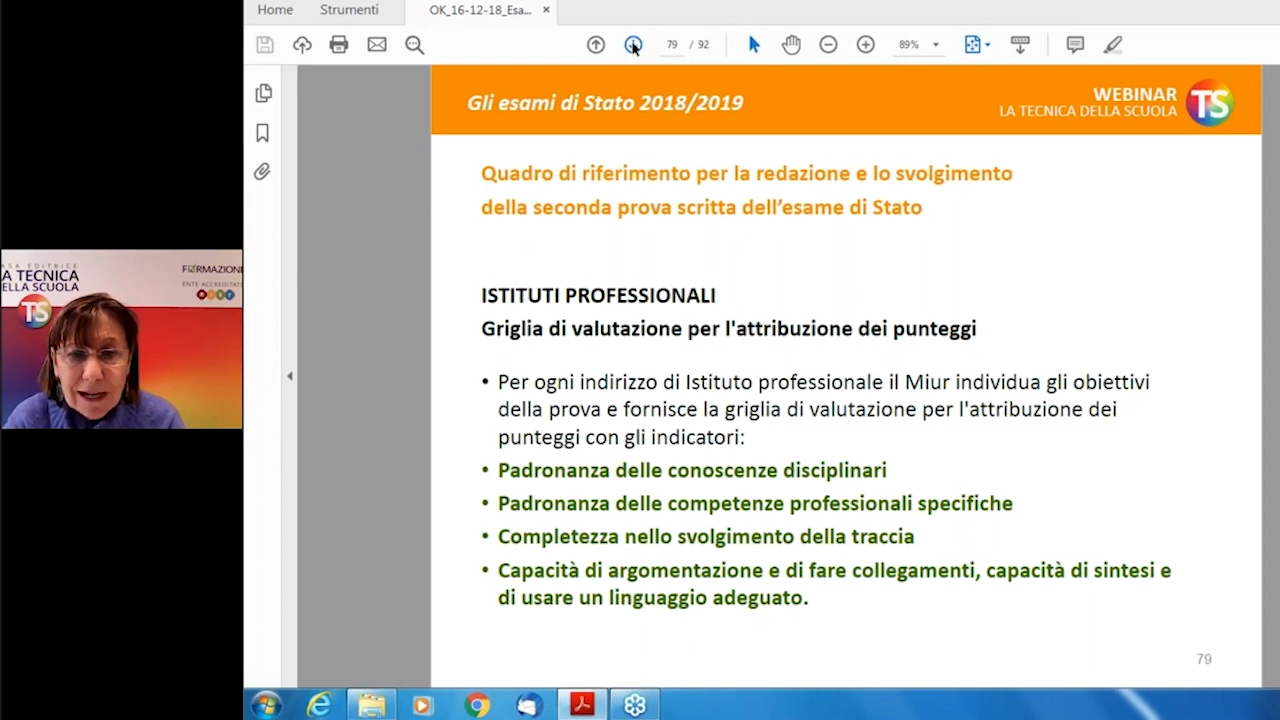 Home
Strumenti
OK_16-12-18_Esa...
79 / 92
89%
Gli esami di Stato 2018/2019
WEBINAR
LA TECNICA DELLA SCUOLA
TS
Quadro di riferimento per la redazione e lo svolgimento
della seconda prova scritta dell’esame di Stato
ISTITUTI PROFESSIONALI
Griglia di valutazione per l'attribuzione dei punteggi
• Per ogni indirizzo di Istituto professionale il Miur individua gli obiettivi
della prova e fornisce la griglia di valutazione per l'attribuzione dei
punteggi con gli indicatori:
• Padronanza delle conoscenze disciplinari
• Padronanza delle competenze professionali specifiche
• Completezza nello svolgimento della traccia
• Capacità di argomentazione e di fare collegamenti, capacità di sintesi e
di usare un linguaggio adeguato.
79
ASA EDITRICE
A TECNICA
ELLA SCUOLA
TS
FORMAZIONE
ENTE ACCREDITAT